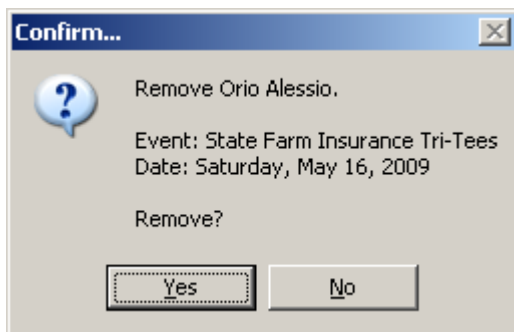 Confirm...
Remove Orio Alessio.
Event: State Farm Insurance Tri-Tees
Date: Saturday, May 16, 2009
Remove?
Yes
No